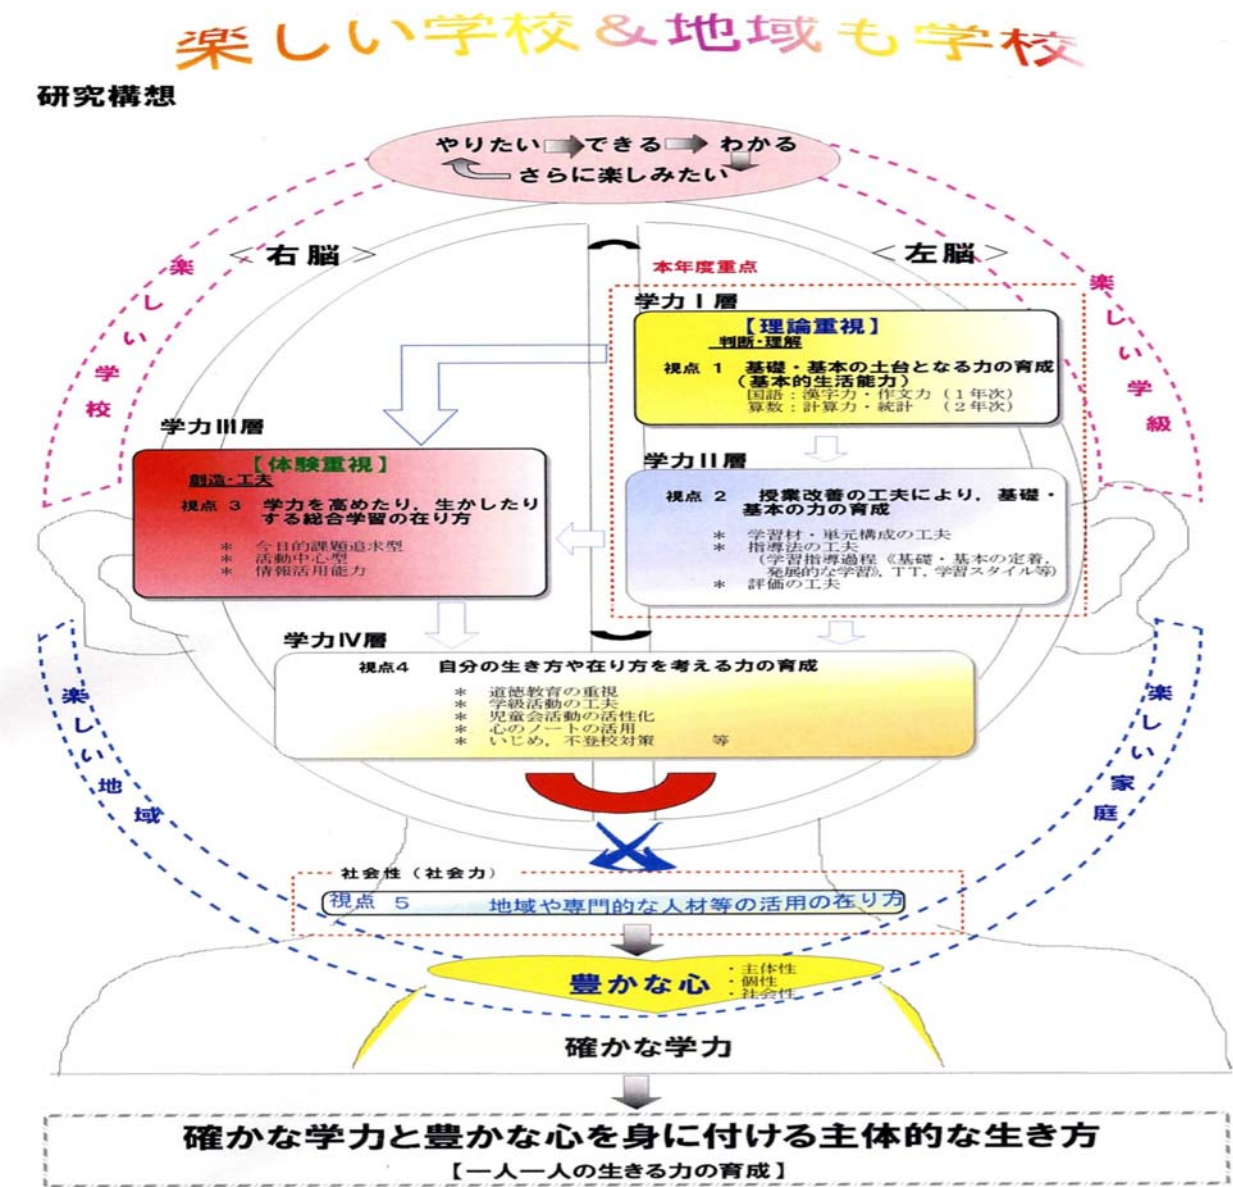 楽しい学校＆地域も学校
研究構想
やりたい できる わかる
さらに楽しみたい
＜右脳＞
＜左脳＞
楽しい学校
楽しい学級
本年度重点
学力Ⅰ層
【理論重視】
判断・理解
視点 1 基礎・基本の土台となる力の育成
（基本的生活能力）
国語：漢字力・作文力（1年次）
算数：計算力・統計 （2年次）
学力Ⅱ層
視点 2 授業改善の工夫により，基礎・
基本の力の育成
＊ 学習材・単元構成の工夫
＊ 指導法の工夫
（学習指導過程《基礎・基本の定着，
発展的な学習》，TT，学習スタイル等）
＊ 評価の工夫
学力Ⅲ層
【体験重視】
創造・工夫
視点 3 学力を高めたり，生かしたり
する総合学習の在り方
＊ 今日的課題追求型
＊ 活動中心型
＊ 情報活用能力
学力Ⅳ層
視点4 自分の生き方や在り方を考える力の育成
＊ 道徳教育の重視
＊ 学級活動の工夫
＊ 児童会活動の活性化
＊ 心のノートの活用
＊ いじめ，不登校対策 等
楽しい地域
楽しい家庭
社会性（社会力）
視点 5 地域や専門的な人材等の活用の在り方
豊かな心
・主体性
・個性
・社会性
確かな学力
確かな学力と豊かな心を身に付ける主体的な生き方
【一人一人の生きる力の育成】